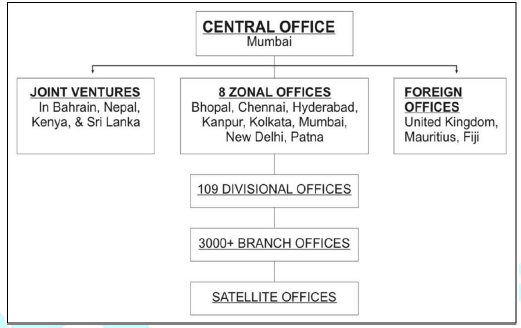 CENTRAL OFFICE
Mumbai
JOINT VENTURES
In Bahrain, Nepal,
Kenya, & Sri Lanka
8 ZONAL OFFICES
Bhopal, Chennai, Hyderabad,
Kanpur, Kolkata, Mumbai,
New Delhi, Patna
FOREIGN
OFFICES
United Kingdom,
Mauritius, Fiji
109 DIVISIONAL OFFICES
3000+ BRANCH OFFICES
SATELLITE OFFICES